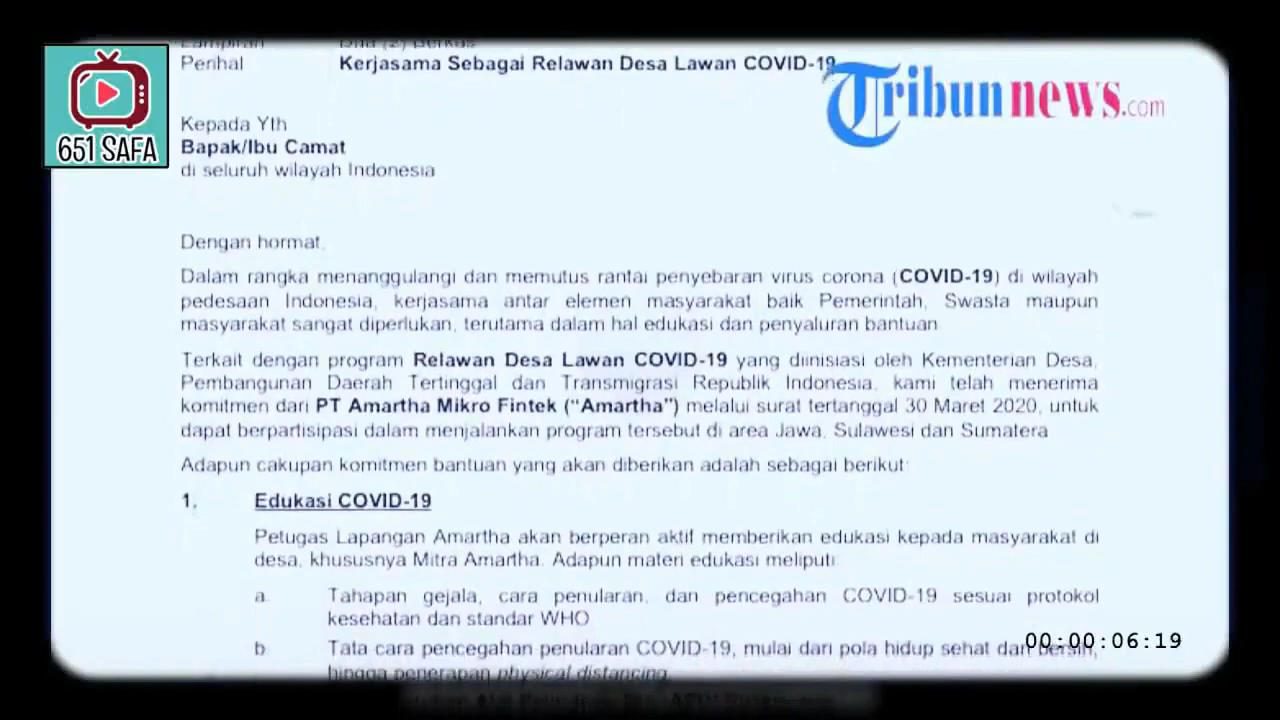 Lampiran Dua (2) Berkas
Perihal Kerjasama Sebagai Relawan Desa Lawan COVID-19
Tribunnews.com
651 SAFA
Kepada Yth
Bapak/Ibu Camat
di seluruh wilayah Indonesia
Dengan hormat,
Dalam rangka menanggulangi dan memutus rantai penyebaran virus corona (COVID-19) di wilayah
pedesaan Indonesia, kerjasama antar elemen masyarakat baik Pemerintah, Swasta maupun
masyarakat sangat diperlukan, terutama dalam hal edukasi dan penyaluran bantuan
Terkait dengan program Relawan Desa Lawan COVID-19 yang diinisiasi oleh Kementerian Desa,
Pembangunan Daerah Tertinggal dan Transmigrasi Republik Indonesia, kami telah menerima
komitmen dari PT Amartha Mikro Fintek ("Amartha") melalui surat tertanggal 30 Maret 2020, untuk
dapat berpartisipasi dalam menjalankan program tersebut di area Jawa, Sulawesi dan Sumatera
Adapun cakupan komitmen bantuan yang akan diberikan adalah sebagai berikut:
1. Edukasi COVID-19
Petugas Lapangan Amartha akan berperan aktif memberikan edukasi kepada masyarakat di
desa, khususnya Mitra Amartha. Adapun materi edukasi meliputi:
a. Tahapan gejala, cara penularan, dan pencegahan COVID-19 sesuai protokol
kesehatan dan standar WHO
b. Tata cara pencegahan penularan COVID-19, mulai dari pola hidup sehat dan bersih,
hingga penerapan physical distancing
00:00:06:19